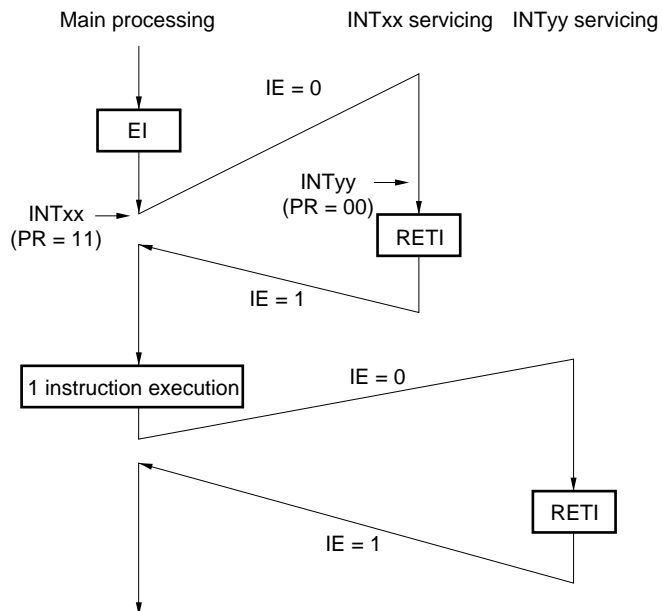 Main processing
INTxx servicing
INTyy servicing
IE = 0
EI
INTxx
(PR = 11)
INTyy
(PR = 00)
RETI
IE = 1
1 instruction execution
IE = 0
RETI
IE = 1